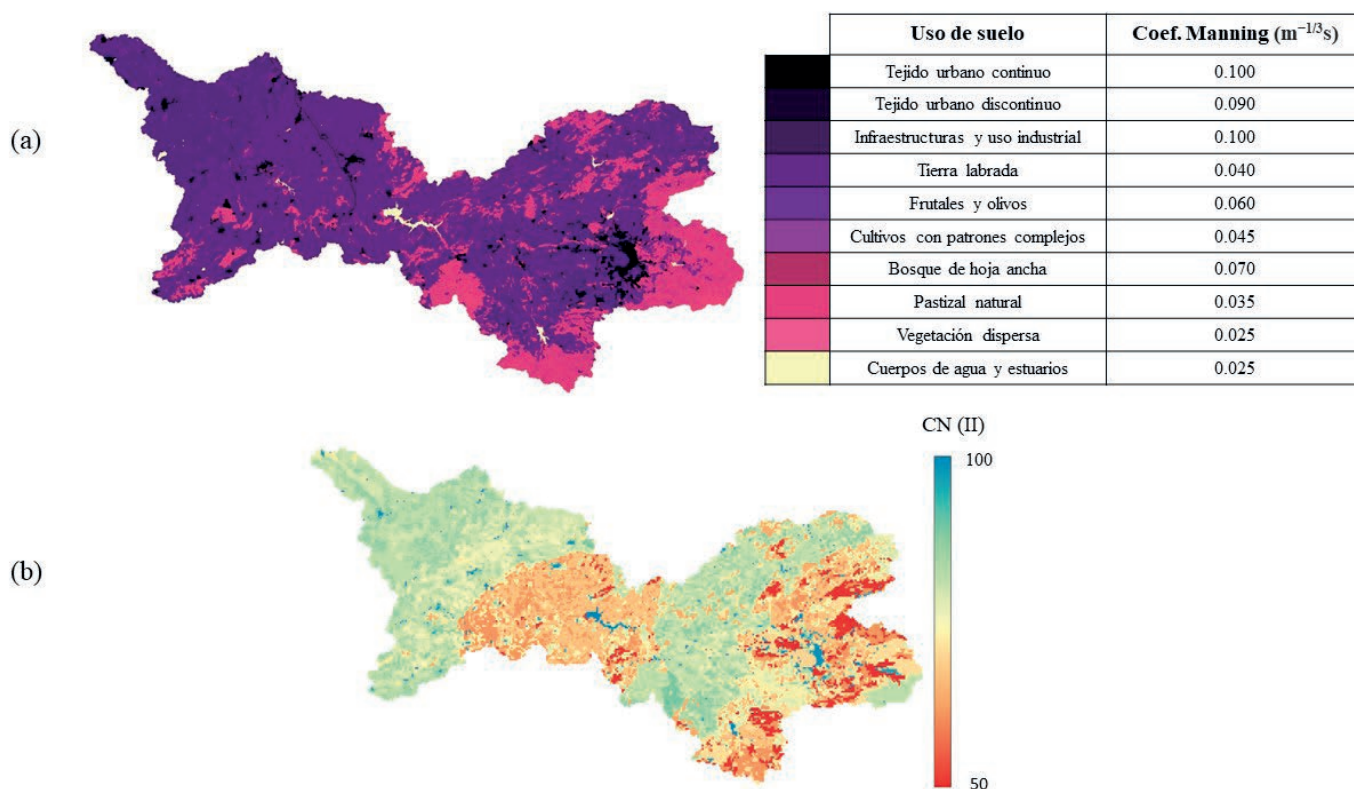 (a)
Uso de suelo Coef. Manning (m⁻¹/³s)
Tejido urbano continuo 0.100
Tejido urbano discontinuo 0.090
Infraestructuras y uso industrial 0.100
Tierra labrada 0.040
Frutales y olivos 0.060
Cultivos con patrones complejos 0.045
Bosque de hoja ancha 0.070
Pastizal natural 0.035
Vegetación dispersa 0.025
Cuerpos de agua y estuarios 0.025
(b)
CN (II)
100
50